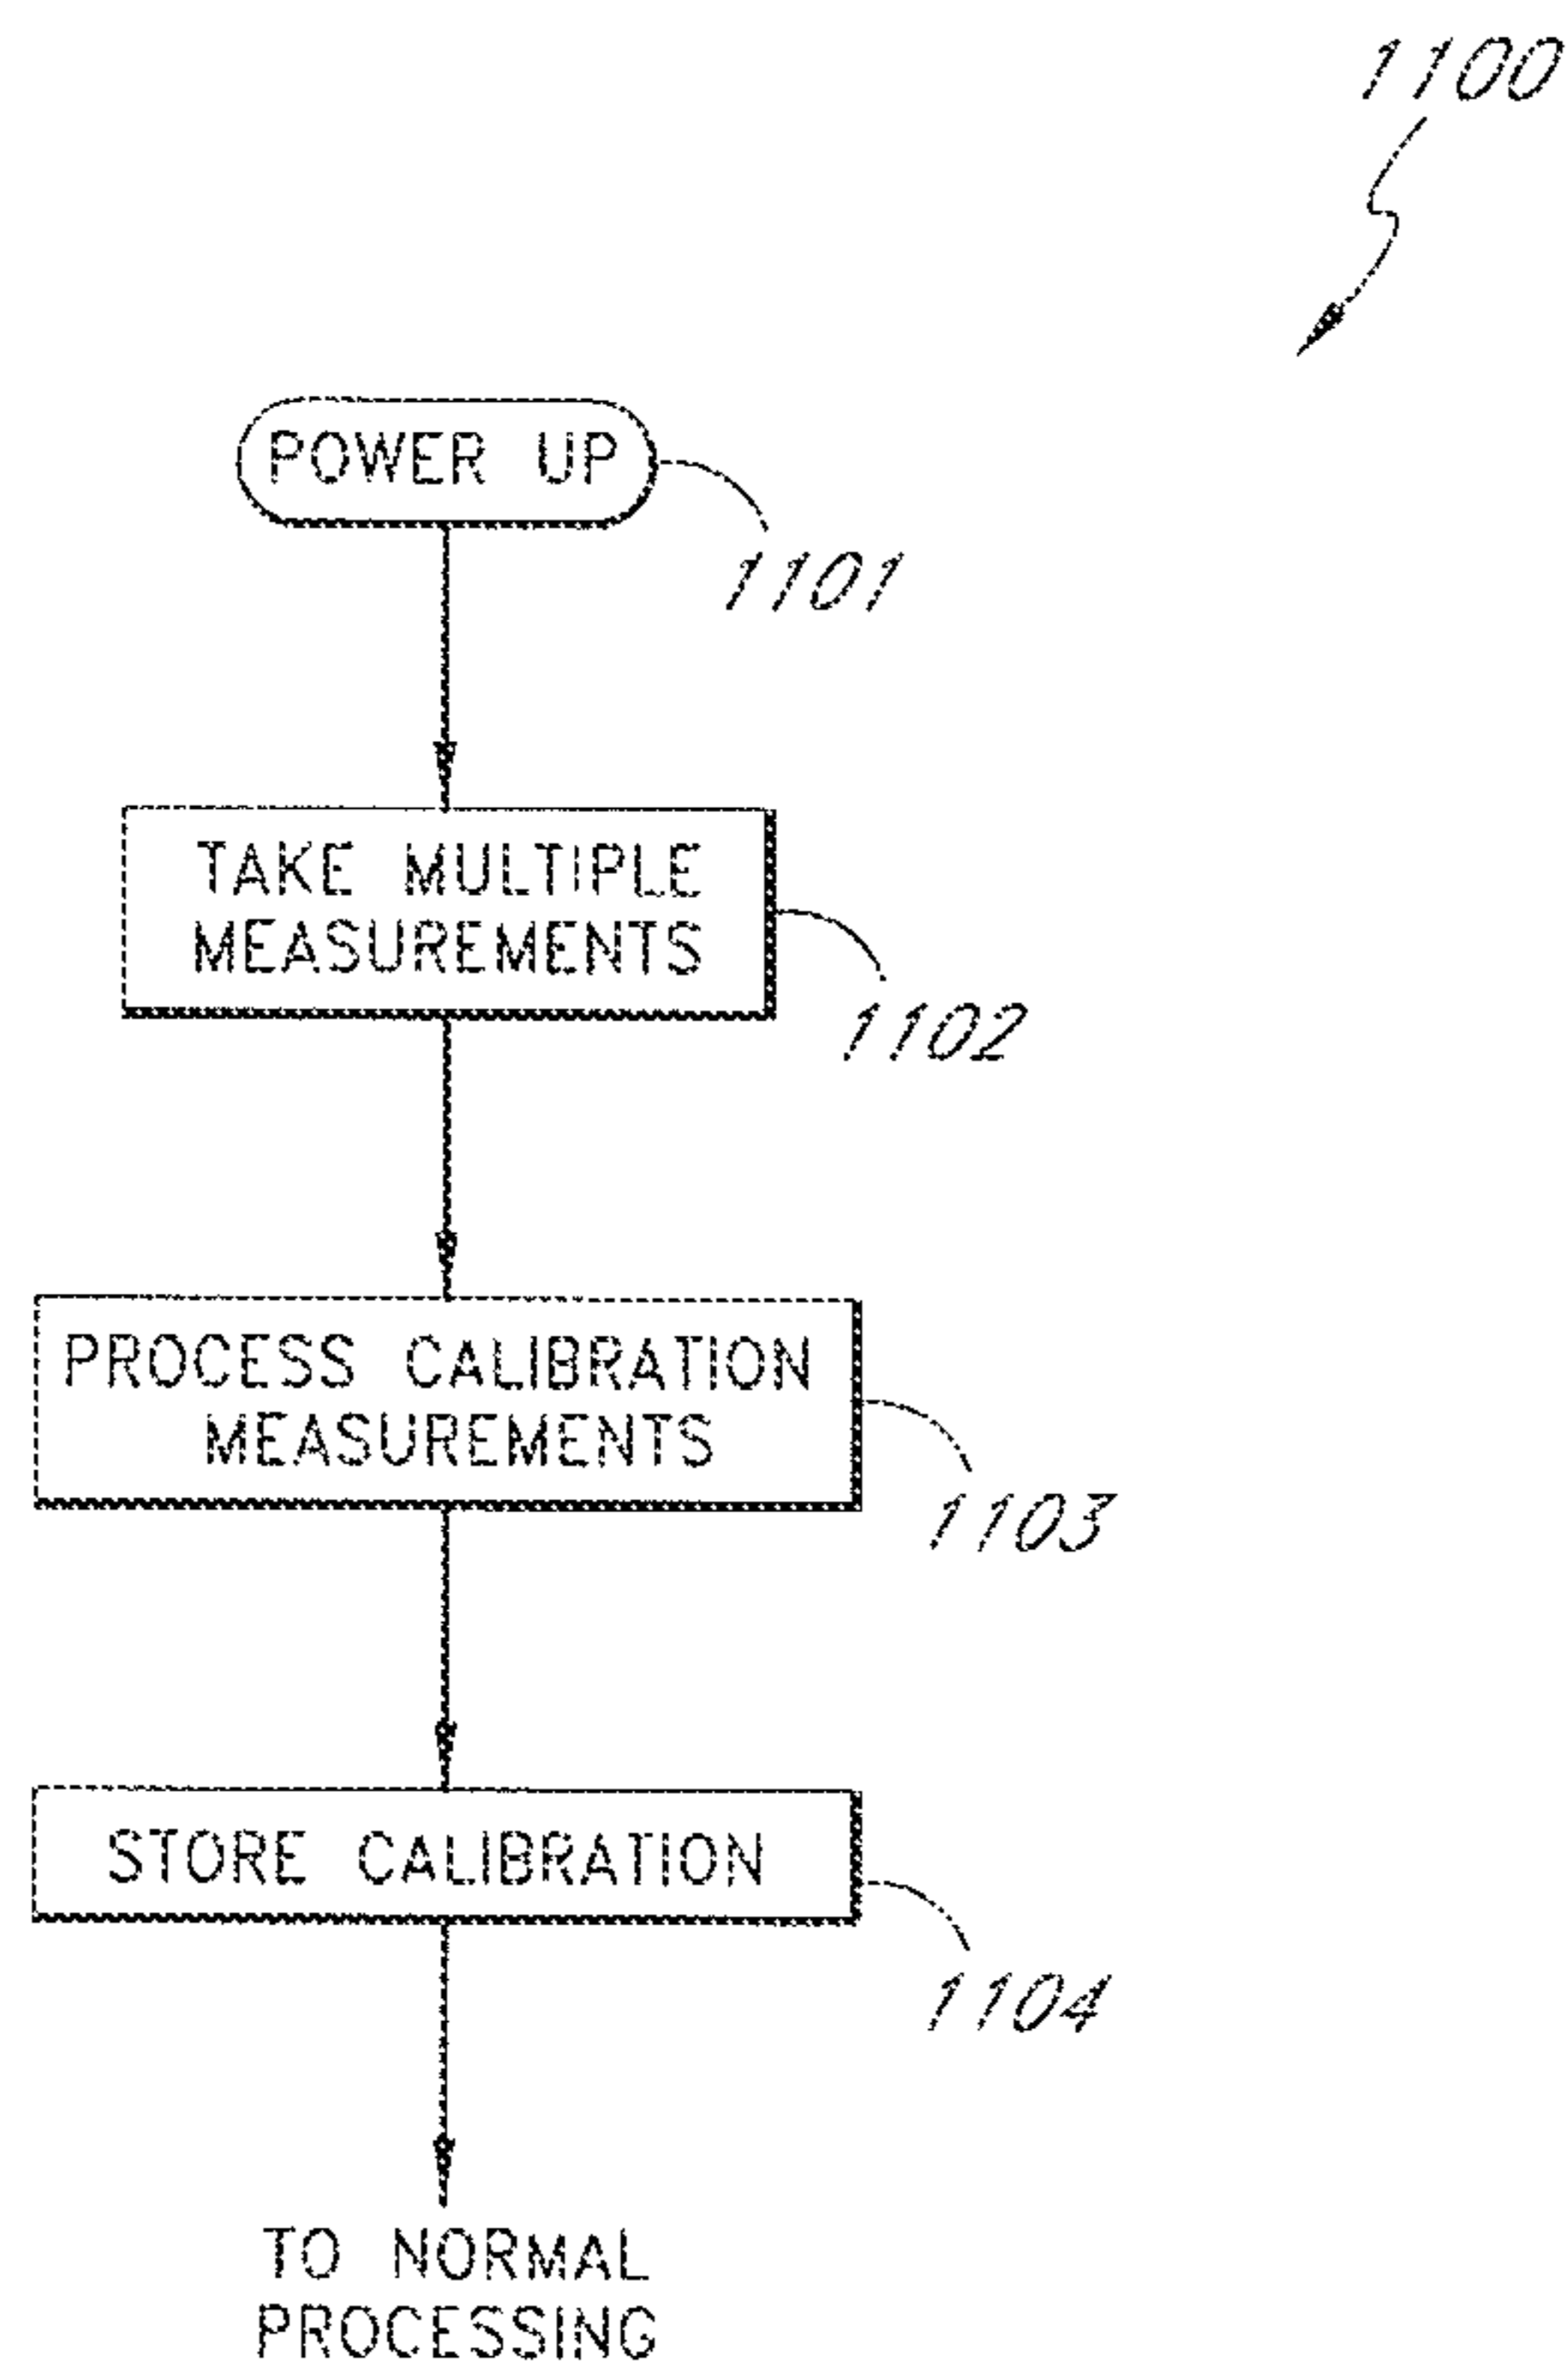 1100
POWER UP
1101
TAKE MULTIPLE
MEASUREMENTS
1102
PROCESS CALIBRATION
MEASUREMENTS
1103
STORE CALIBRATION
1104
TO NORMAL
PROCESSING